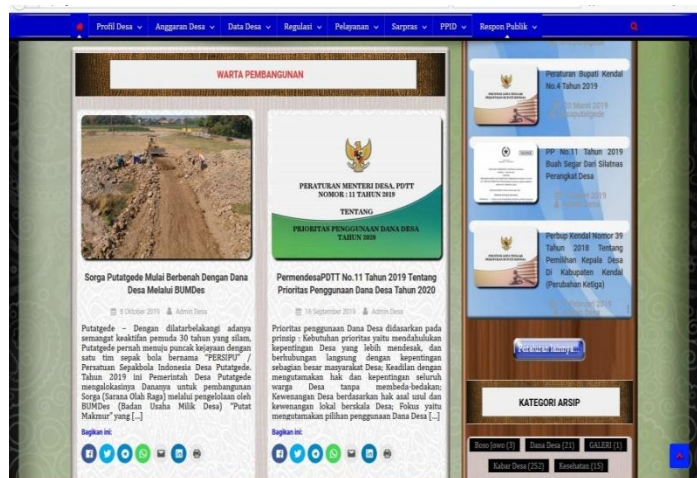 Profil Desa Anggaran Desa Data Desa Regulasi Pelayanan Sarpras PPID Respon Publik
WARTA PEMBANGUNAN
PERATURAN MENTERI DESA, PDTT
NOMOR : 11 TAHUN 2019
TENTANG
PRIORITAS PENGGUNAAN DANA DESA
TAHUN 2020
Sorga Putatgede Mulai Berbenah Dengan Dana
Desa Melalui BUMDes
8 Oktober 2019 Admin Desa
Putatgede – Dengan dilatarbelakangi adanya
semangat keaktifan pemuda 30 tahun yang silam,
Putatgede pernah menuju puncak kejayaan dengan
satu tim sepak bola bernama "PERSIPU" /
Persatuan Sepakbola Indonesia Desa Putatgede.
Tahun 2019 ini Pemerintah Desa Putatgede
mengalokasinya Dananya untuk pembangunan
Sorga (Sarana Olah Raga) melalui pengelolaan oleh
BUMDes (Badan Usaha Milik Desa) "Putat
Makmur" yang [...]
Bagikan ini:
PermendesaPDTT No.11 Tahun 2019 Tentang
Prioritas Penggunaan Dana Desa Tahun 2020
16 September 2019 Admin Desa
Prioritas penggunaan Dana Desa didasarkan pada
prinsip : Kebutuhan prioritas yaitu mendahulukan
kepentingan Desa yang lebih mendesak, dan
berhubungan langsung dengan kepentingan
sebagian besar masyarakat Desa; Keadilan dengan
mengutamakan hak dan kepentingan seluruh
warga Desa tanpa membeda-bedakan;
Kewenangan Desa berdasarkan hak asal usul dan
kewenangan lokal berskala Desa; Fokus yaitu
mengutamakan pilihan penggunaan Dana Desa [...]
Bagikan ini:
Peraturan Bupati Kendal
No.4 Tahun 2019
Maret 2019
PP No.11 Tahun 2019
Buah Segar Dari Silatnas
Perangkat Desa
2019
Perbup Kendal Nomor 39
Tahun 2018 Tentang
Pemilihan Kepala Desa
Di Kabupaten Kendal
(Perubahan Ketiga)
2019
KATEGORI ARSIP
Boso Jowo (3) Dana Desa (21) GALERI (1)
Kabar Desa (252) Kesehatan (15)